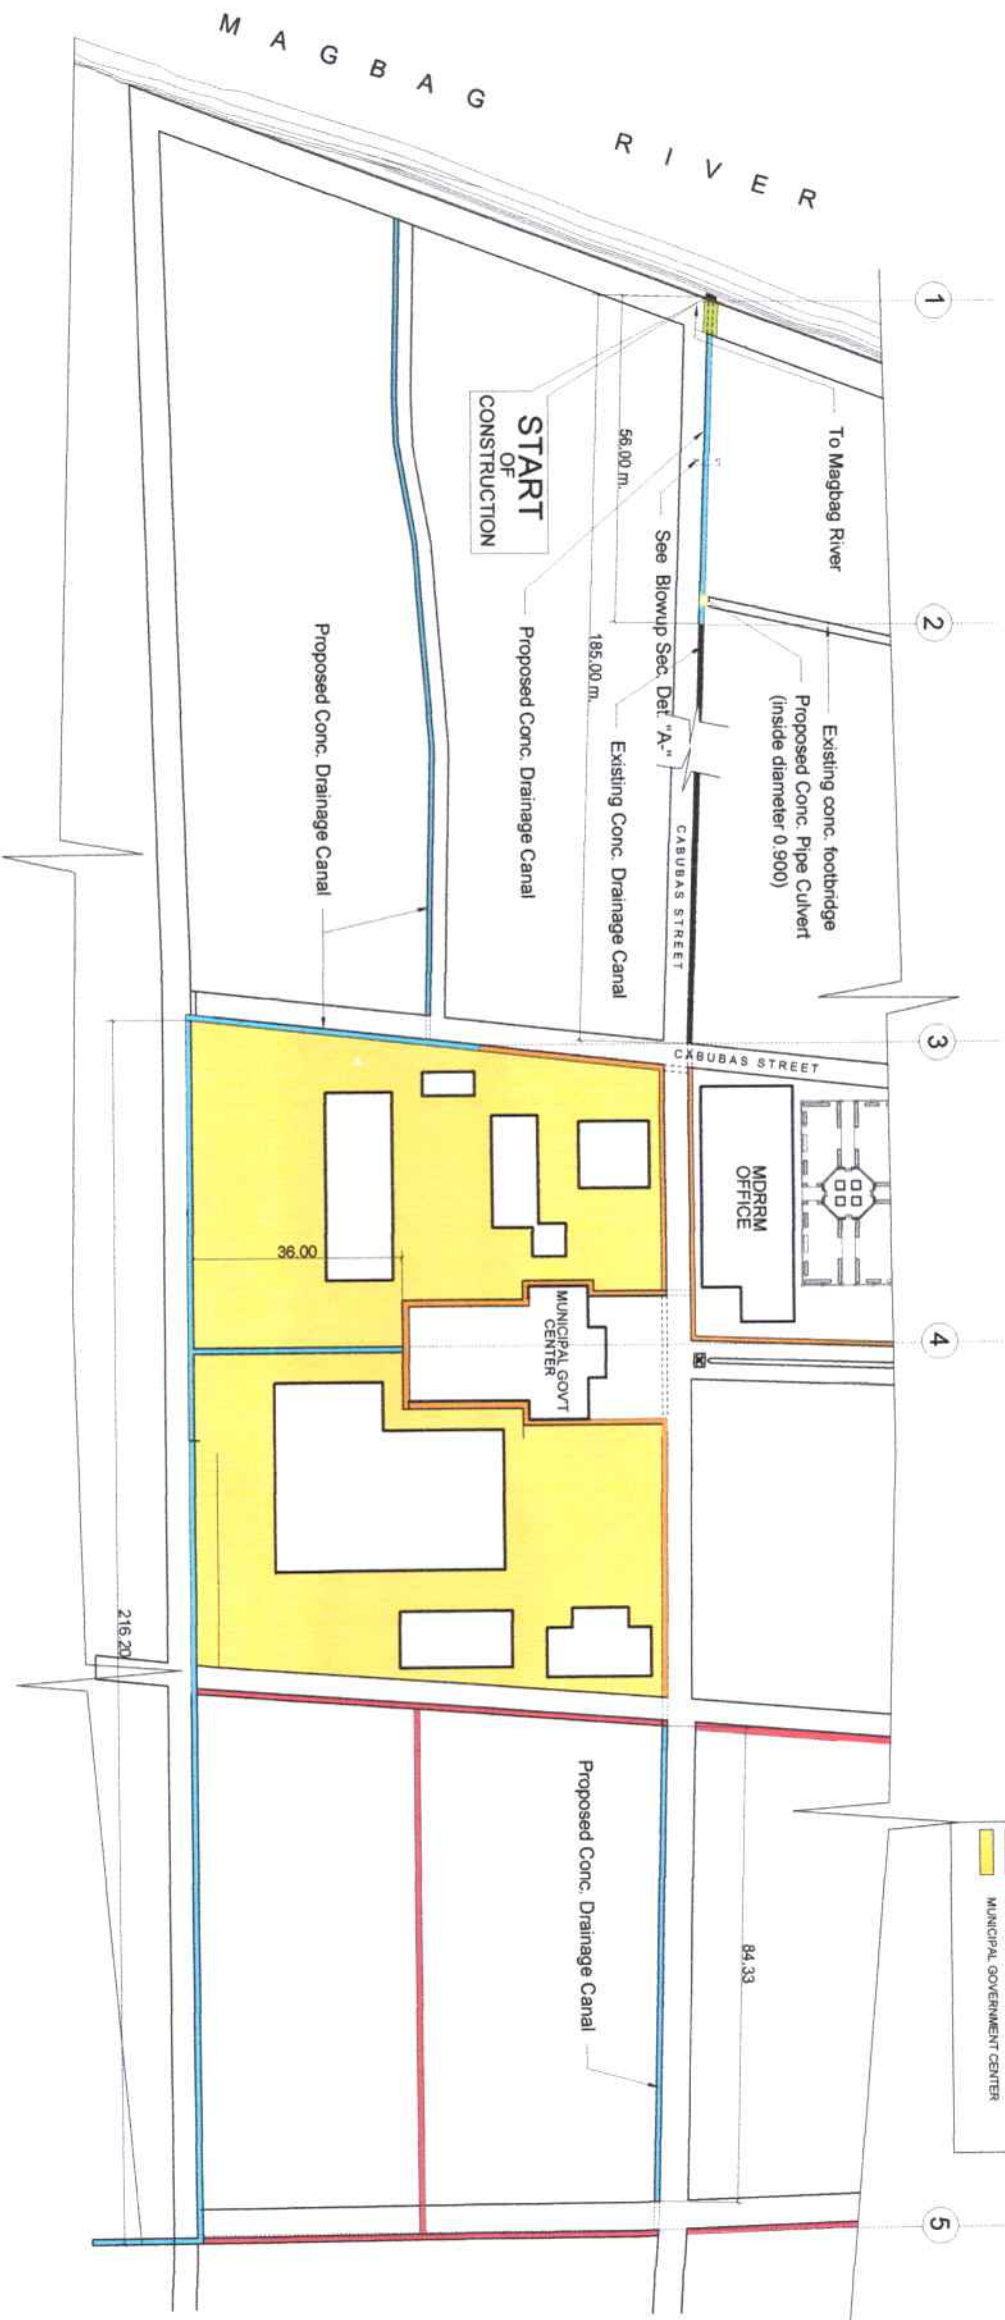 MAGBAG RIVER
1
2
3
4
5
To Magbag River
Existing conc. footbridge
Proposed Conc. Pipe Culvert
(inside diameter 0.900)
56.00 m.
185.00 m.
See Blowup Sec. Det. "A-"
START
OF
CONSTRUCTION
Proposed Conc. Drainage Canal
Existing Conc. Drainage Canal
Proposed Conc. Drainage Canal
CABUBAS STREET
CABUBAS STREET
MDRRM
OFFICE
MUNICIPAL GOV'T
CENTER
36.00
216.20
84.33
Proposed Conc. Drainage Canal
MUNICIPAL GOVERNMENT CENTER